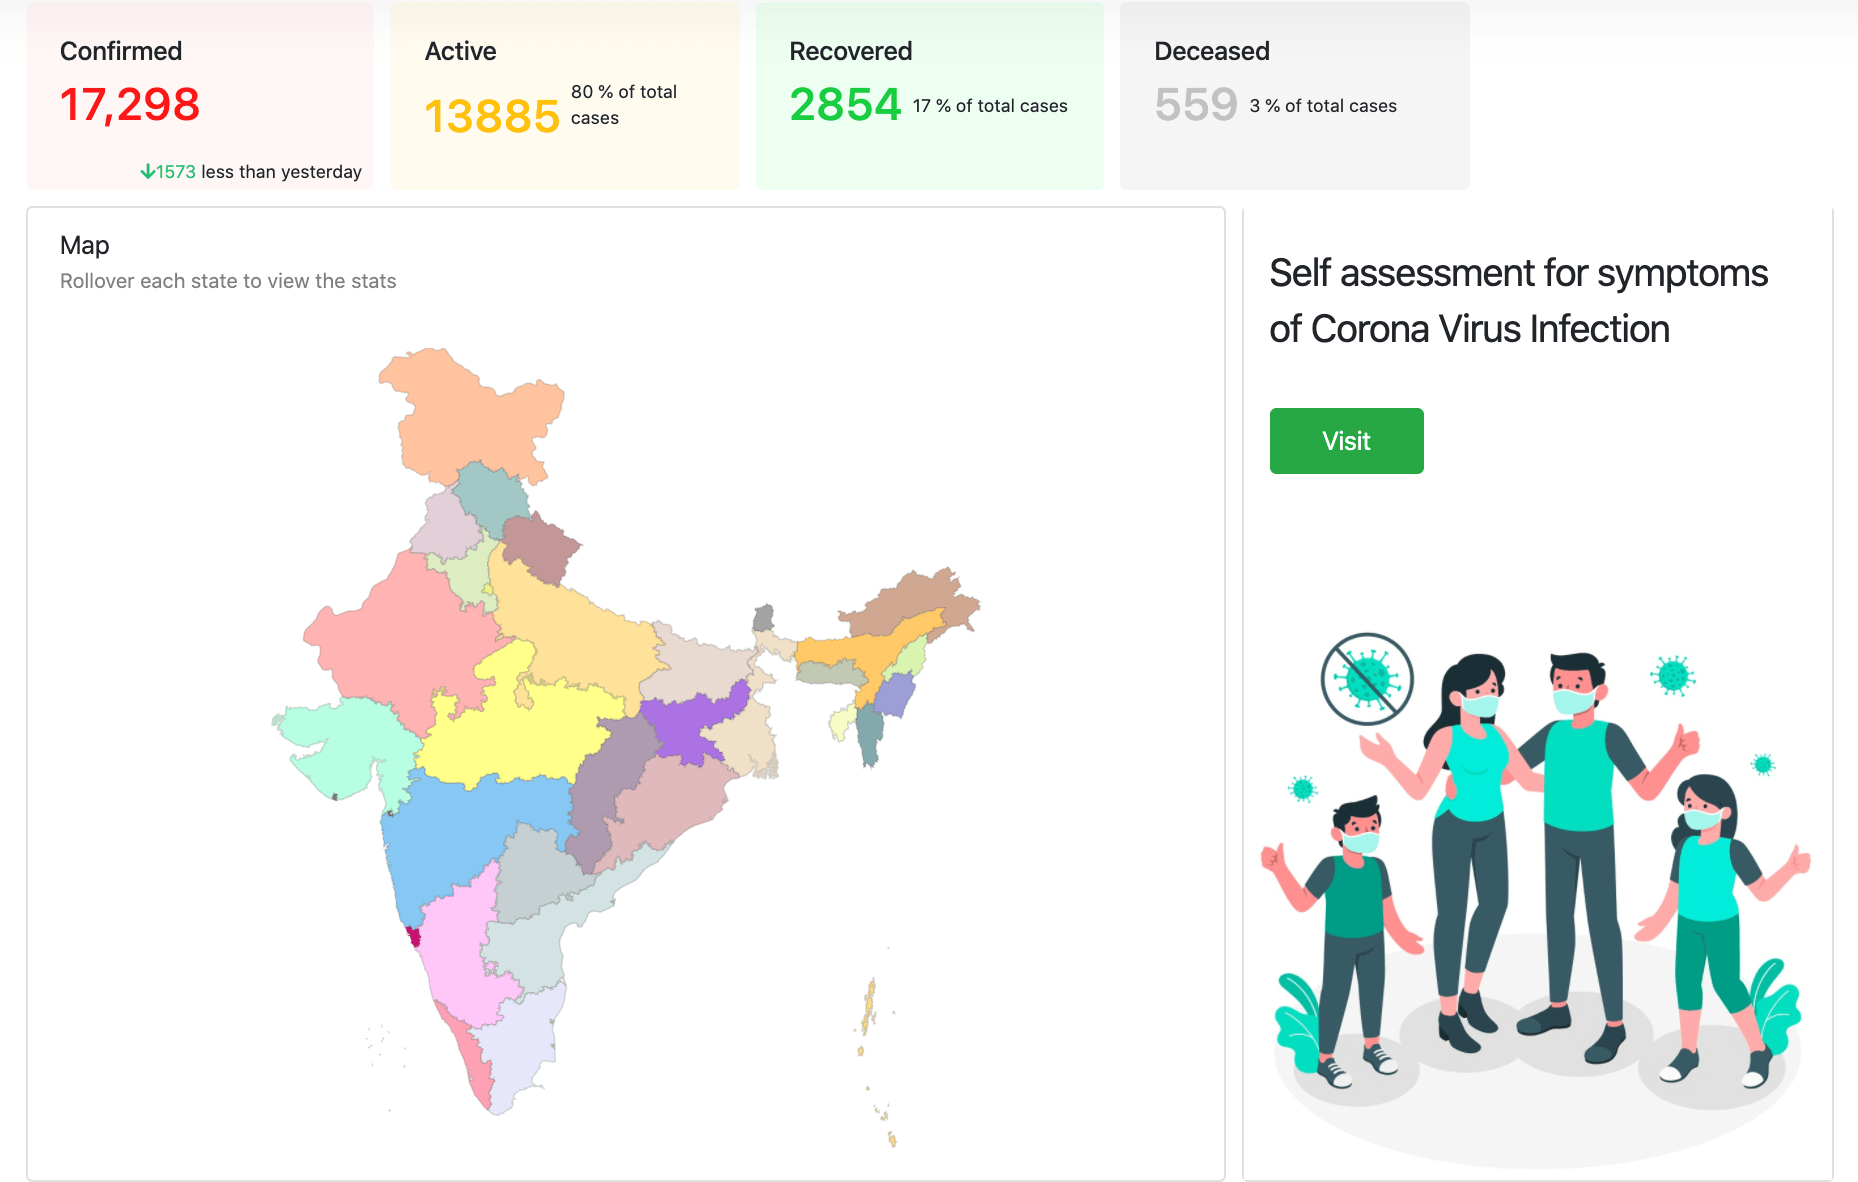 Confirmed
17,298
↓1573 less than yesterday
Active
13885 80 % of total
cases
Recovered
2854 17 % of total cases
Deceased
559 3 % of total cases
Map
Rollover each state to view the stats
Self assessment for symptoms
of Corona Virus Infection
Visit